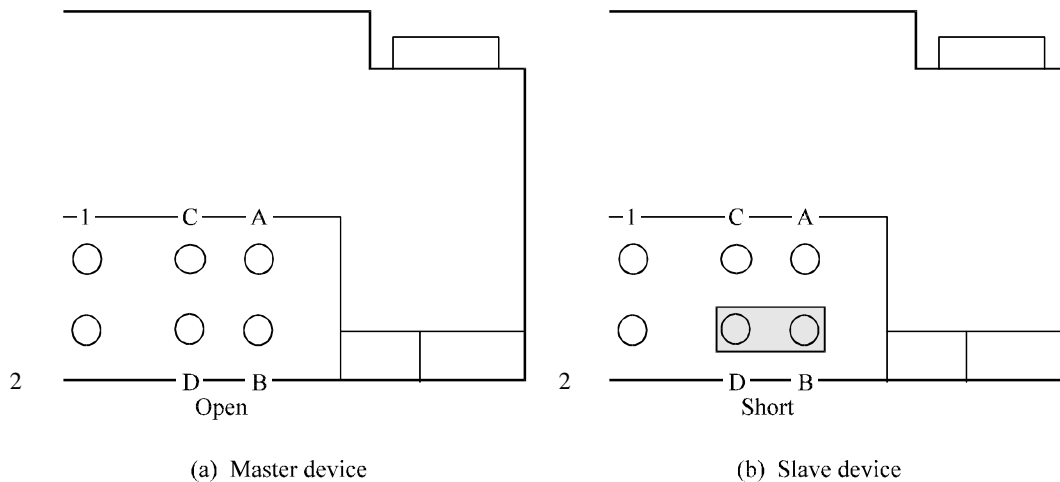 1 C A 1 C A
2 D B 2 D B
Open Short
(a) Master device (b) Slave device